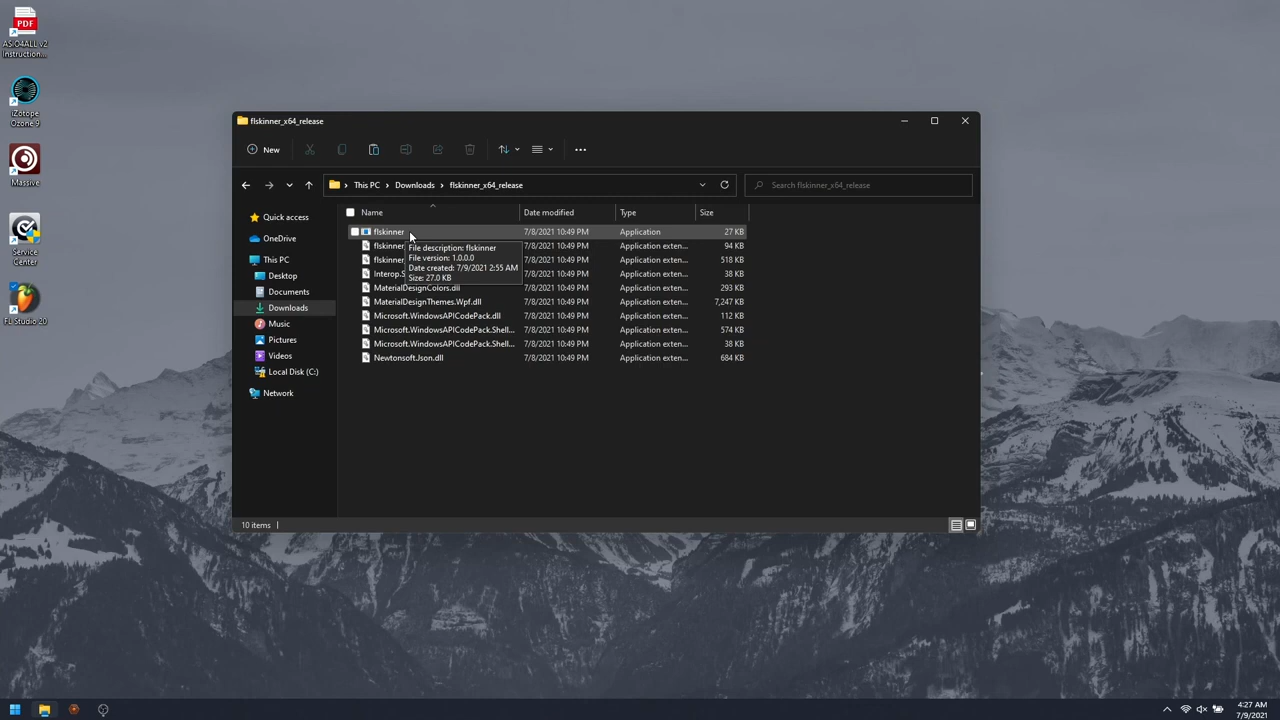 PDF
ASIO4ALL v2
Instruction...
iZotope
Ozone 9
Massive
Service
Center
FL Studio 20
flskinner_x64_release
New
This PC
Downloads
flskinner_x64_release
Search flskinner_x64_release
Quick access
OneDrive
This PC
Desktop
Documents
Downloads
Music
Pictures
Videos
Local Disk (C:)
Network
Name Date modified Type Size
flskinner 7/8/2021 10:49 PM Application 27 KB
flskinner 7/8/2021 10:49 PM Application exten... 94 KB
flskinner 7/8/2021 10:49 PM Application exten... 518 KB
Interop.S 7/8/2021 10:49 PM Application exten... 38 KB
MaterialDesignColors.dll 7/8/2021 10:49 PM Application exten... 293 KB
MaterialDesignThemes.Wpf.dll 7/8/2021 10:49 PM Application exten... 7,247 KB
Microsoft.WindowsAPICodePack.dll 7/8/2021 10:49 PM Application exten... 112 KB
Microsoft.WindowsAPICodePack.Shell... 7/8/2021 10:49 PM Application exten... 574 KB
Microsoft.WindowsAPICodePack.Shell... 7/8/2021 10:49 PM Application exten... 38 KB
Newtonsoft.Json.dll 7/8/2021 10:49 PM Application exten... 684 KB
File description: flskinner
File version: 1.0.0.0
Date created: 7/9/2021 2:55 AM
Size: 27.0 KB
10 items
4:27 AM
7/9/2021